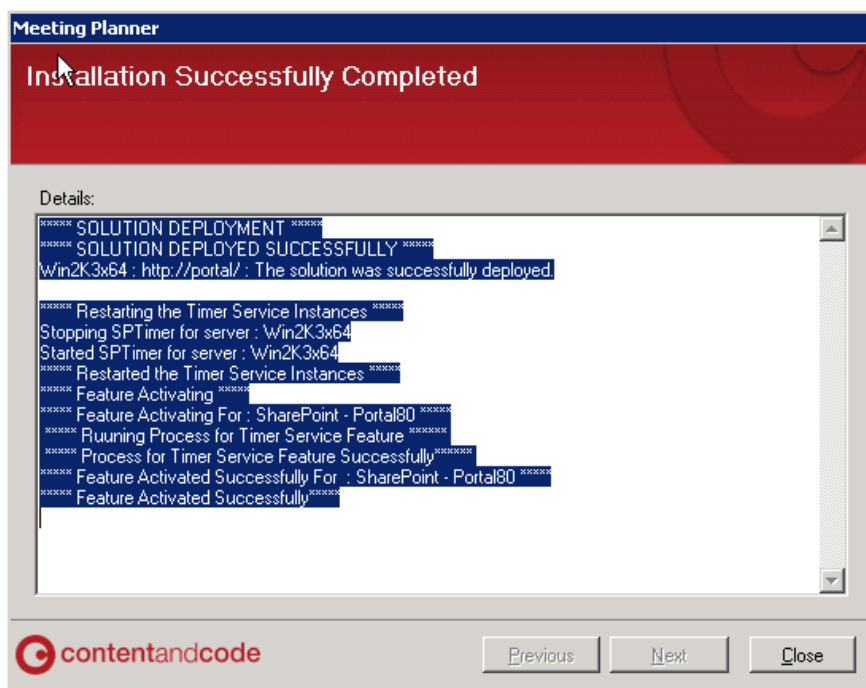 Meeting Planner
Installation Successfully Completed
Details:
***** SOLUTION DEPLOYMENT *****
***** SOLUTION DEPLOYED SUCCESSFULLY *****
Win2K3x64 : http://portal/ : The solution was successfully deployed.
***** Restarting the Timer Service Instances *****
Stopping SPTimer for server : Win2K3x64
Started SPTimer for server : Win2K3x64
***** Restarted the Timer Service Instances *****
***** Feature Activating *****
***** Feature Activating For : SharePoint - Portal80 *****
***** Ruuning Process for Timer Service Feature ******
***** Process for Timer Service Feature Successfully******
***** Feature Activated Successfully For : SharePoint - Portal80 *****
***** Feature Activated Successfully*****
contentandcode
Previous
Next
Close